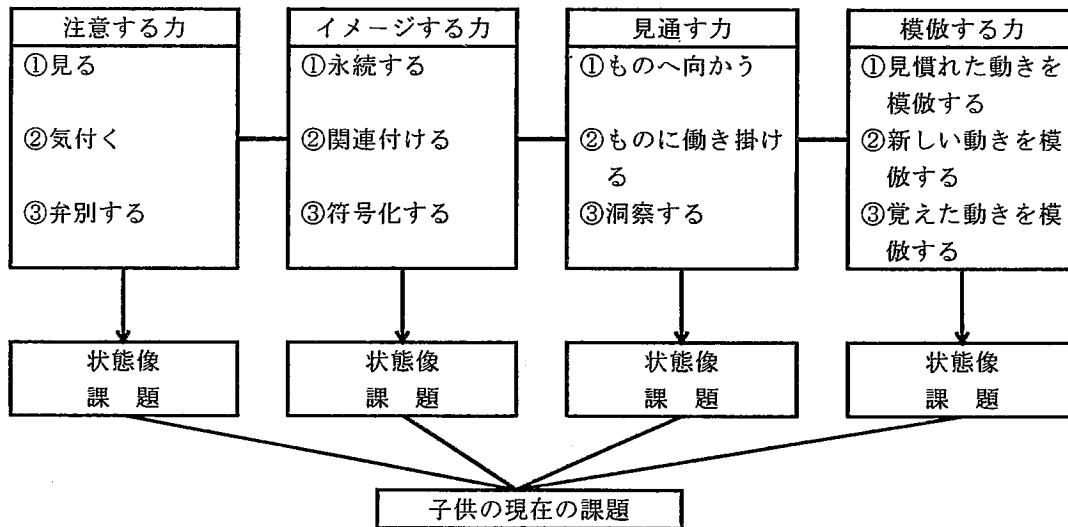 注意する力
①見る
②気付く
③弁別する
イメージする力
①永続する
②関連付ける
③符号化する
見通す力
①ものへ向かう
②ものに働き掛け
る
③洞察する
模倣する力
①見慣れた動きを
模倣する
②新しい動きを模
倣する
③覚えた動きを模
倣する
状態像
課 題
状態像
課 題
状態像
課 題
状態像
課 題
子供の現在の課題